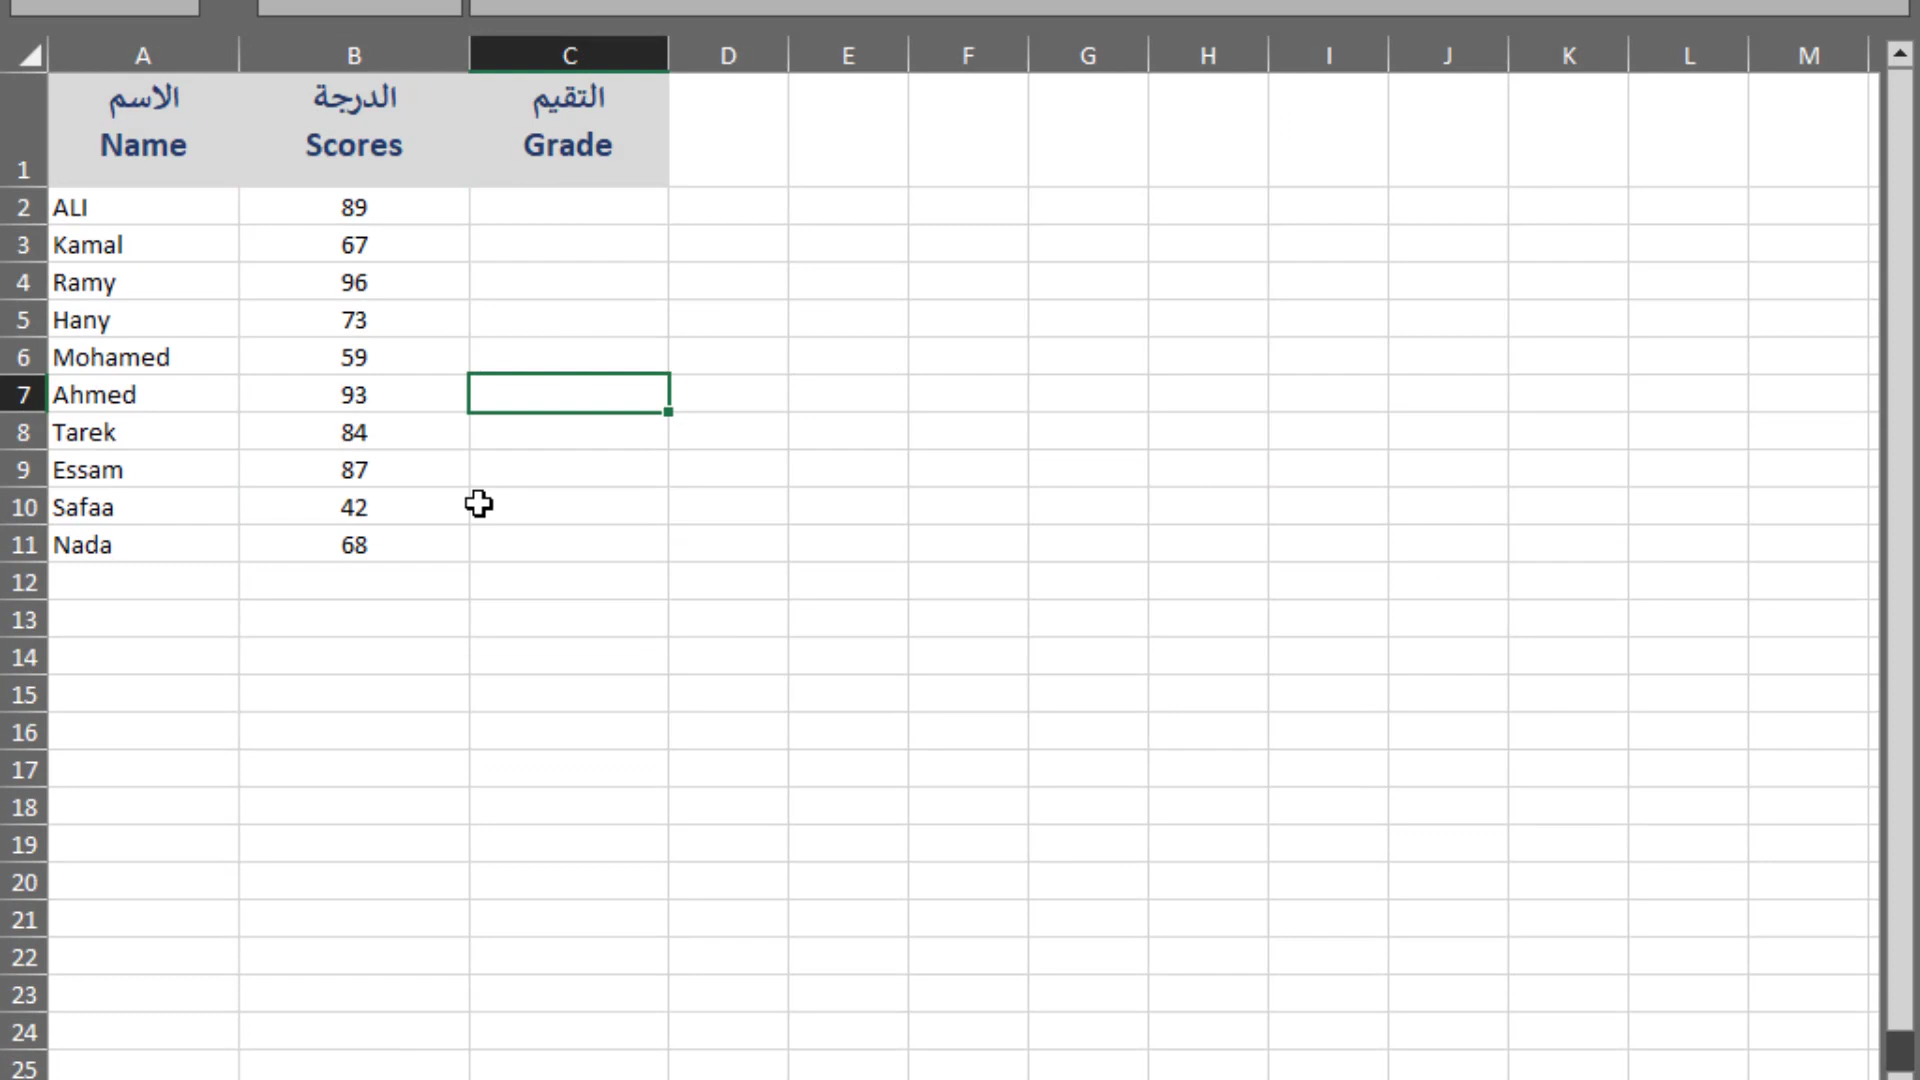 A B C D E F G H I J K L M
الاسم الدرجة التقيم
Name Scores Grade
1
2 ALI 89
3 Kamal 67
4 Ramy 96
5 Hany 73
6 Mohamed 59
7 Ahmed 93
8 Tarek 84
9 Essam 87
10 Safaa 42
11 Nada 68
12
13
14
15
16
17
18
19
20
21
22
23
24
25